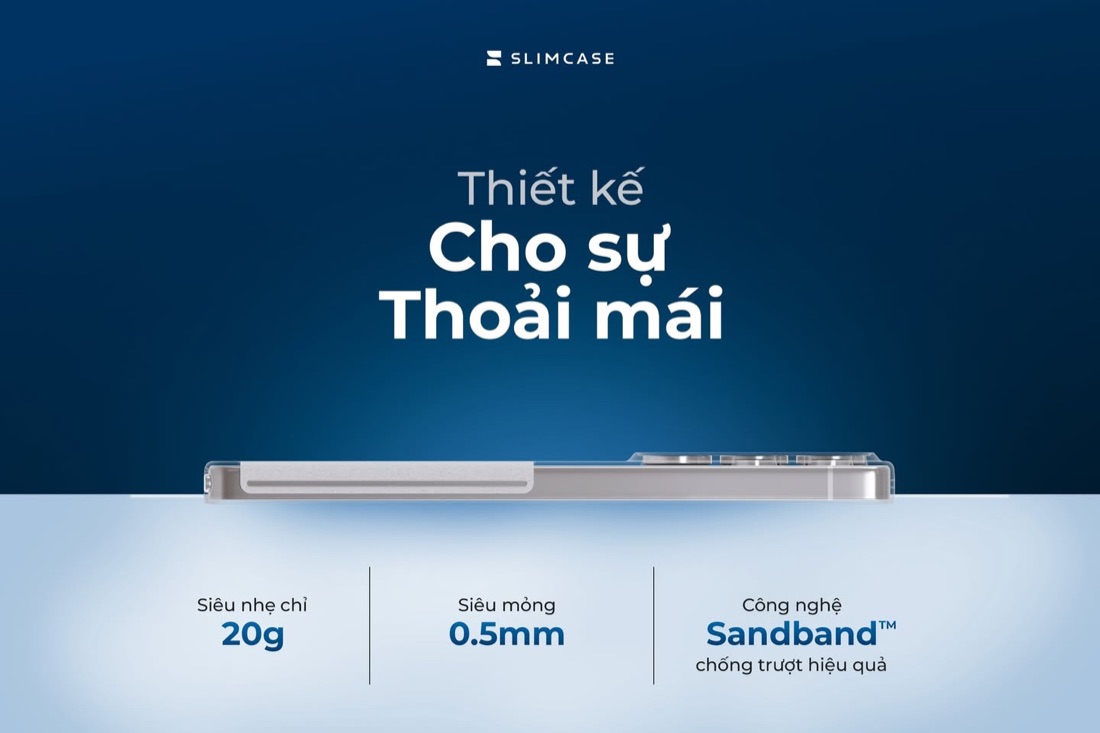 SLIMCASE
Thiết kế
Cho sự
Thoải mái
Siêu nhẹ chỉ
20g
Siêu mỏng
0.5mm
Công nghệ
Sandband™
chống trượt hiệu quả